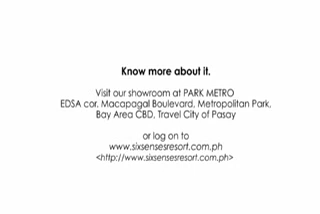 Know more about it.
Visit our showroom at PARK METRO
EDSA cor. Macapagal Boulevard, Metropolitan Park,
Bay Area CBD, Travel City of Pasay
or log on to
www.sixsensesresort.com.ph
<http://www.sixsensesresort.com.ph>